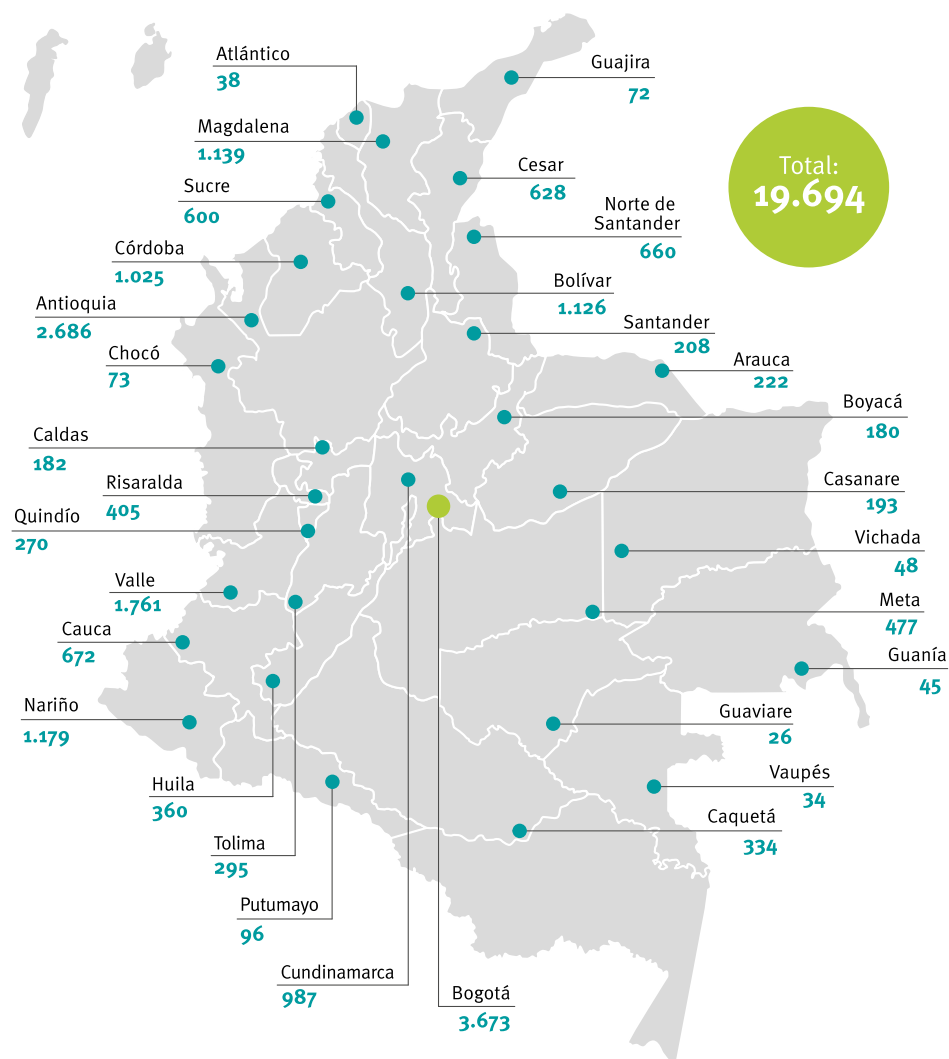 Atlántico
38
Guajira
72
Magdalena
1.139
Total:
19.694
Cesar
628
Sucre
600
Norte de
Santander
660
Córdoba
1.025
Bolívar
1.126
Antioquia
2.686
Santander
208
Chocó
73
Arauca
222
Boyacá
180
Caldas
182
Risaralda
405
Casanare
193
Quindío
270
Vichada
48
Valle
1.761
Meta
477
Cauca
672
Guanía
45
Nariño
1.179
Guaviare
26
Huila
360
Vaupés
34
Caquetá
334
Tolima
295
Putumayo
96
Cundinamarca
987
Bogotá
3.673